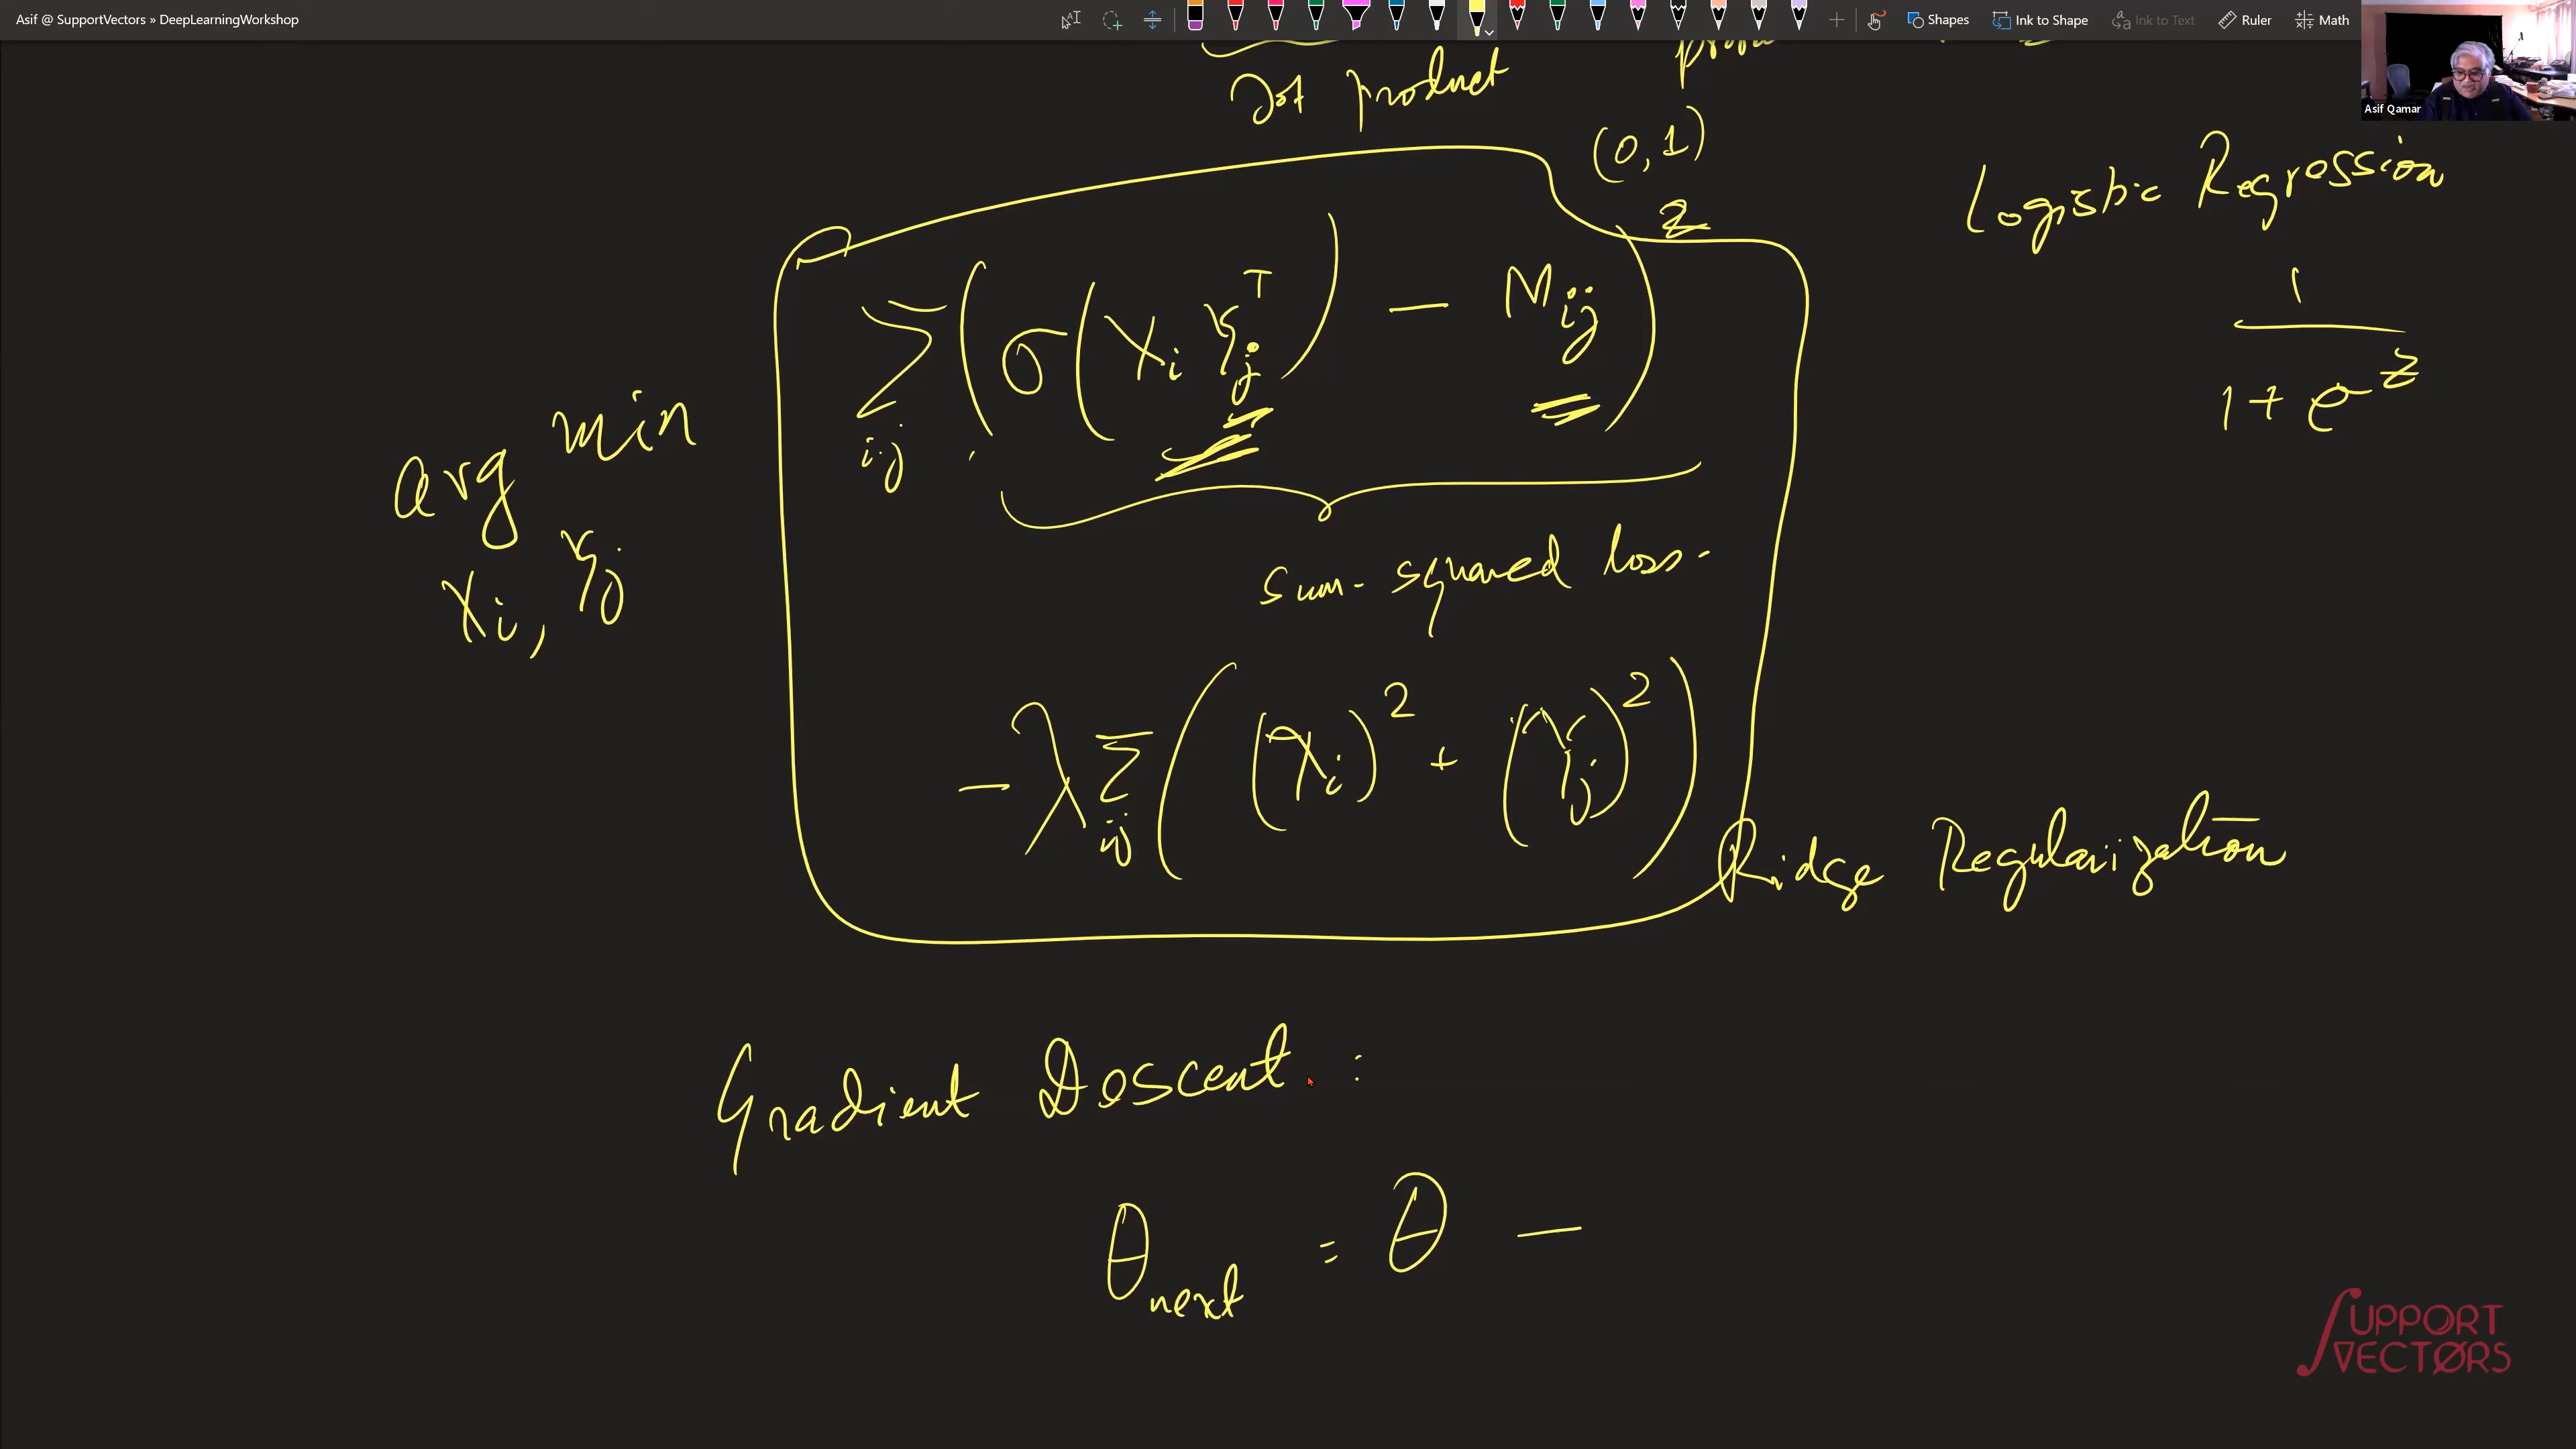 Asif @ SupportVectors » DeepLearningWorkshop
Shapes Ink to Shape Ink to Text Ruler Math
Asif Qamar
Dot product
(0, 1)
Logistic Regression
1 / 1 + e^-z
arg min
Xi, Yj
Σ ij ( σ ( Xi Yj^T ) − Mij )^2
sum-squared loss.
− λ Σ ij ( (Xi)^2 + (Yj)^2 )
Ridge Regularization
Gradient Descent :
θ next = θ −
SUPPORT
VECTORS